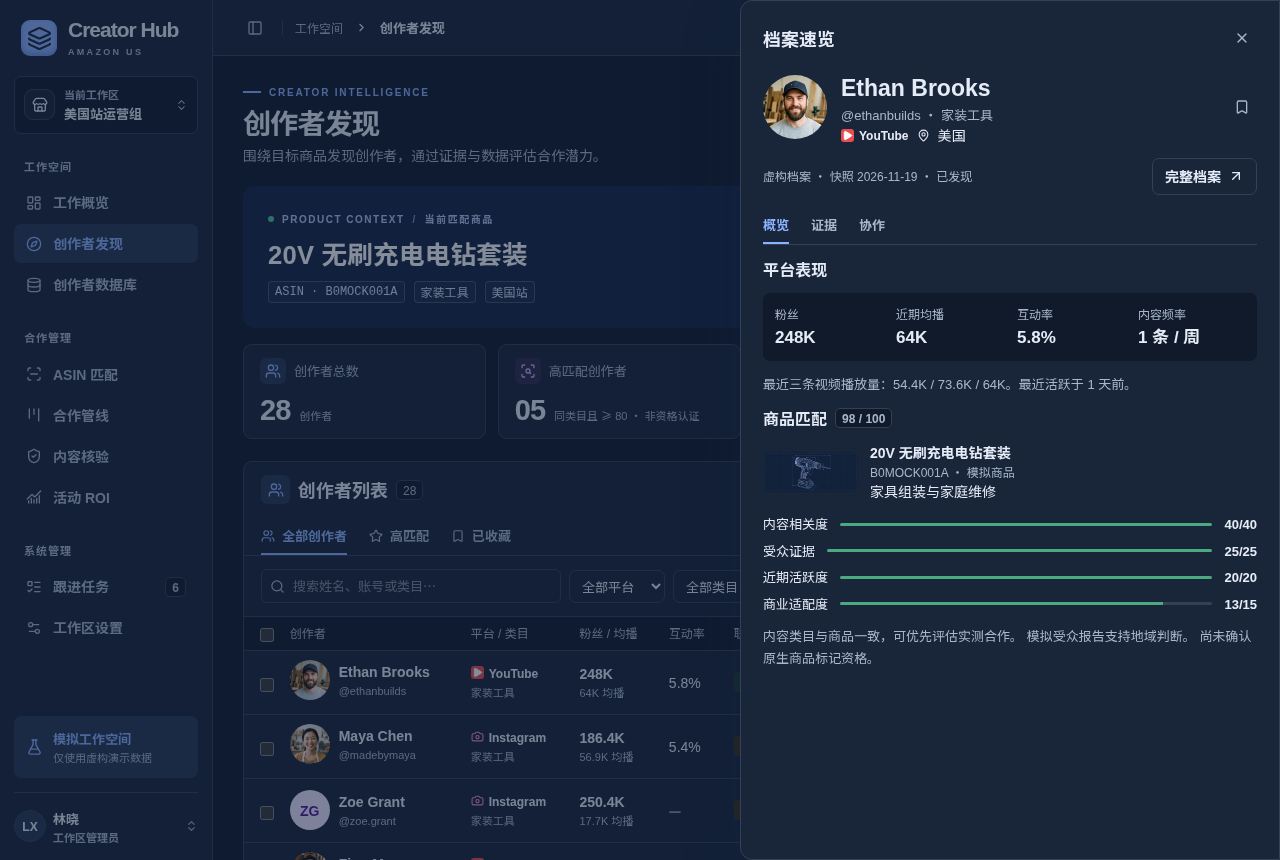 Creator Hub
AMAZON US
当前工作区
美国站运营组
工作空间
工作概览
创作者发现
创作者数据库
合作管理
ASIN 匹配
合作管线
内容核验
活动 ROI
系统管理
跟进任务 6
工作区设置
模拟工作空间
仅使用虚构演示数据
LX 林晓
工作区管理员
工作空间 > 创作者发现
CREATOR INTELLIGENCE
创作者发现
围绕目标商品发现创作者，通过证据与数据评估合作潜力。
PRODUCT CONTEXT / 当前匹配商品
20V 无刷充电电钻套装
ASIN · B0MOCK001A 家装工具 美国站
创作者总数
28 创作者
高匹配创作者
05 同类目且 ≥ 80 · 非资格认证
创作者列表 28
全部创作者 高匹配 已收藏
搜索姓名、账号或类目… 全部平台 全部类目
创作者 平台 / 类目 粉丝 / 均播 互动率
Ethan Brooks YouTube 248K 5.8%
@ethanbuilds 家装工具 64K 均播
Maya Chen Instagram 186.4K 5.4%
@madebymaya 家装工具 56.9K 均播
ZG Zoe Grant Instagram 250.4K —
@zoe.grant 家装工具 17.7K 均播
档案速览
Ethan Brooks
@ethanbuilds · 家装工具
YouTube 美国
虚构档案 · 快照 2026-11-19 · 已发现 完整档案
概览 证据 协作
平台表现
粉丝 近期均播 互动率 内容频率
248K 64K 5.8% 1 条 / 周
最近三条视频播放量：54.4K / 73.6K / 64K。最近活跃于 1 天前。
商品匹配 98 / 100
20V 无刷充电电钻套装
B0MOCK001A · 模拟商品
家具组装与家庭维修
内容相关度 40/40
受众证据 25/25
近期活跃度 20/20
商业适配度 13/15
内容类目与商品一致，可优先评估实测合作。 模拟受众报告支持地域判断。 尚未确认
原生商品标记资格。